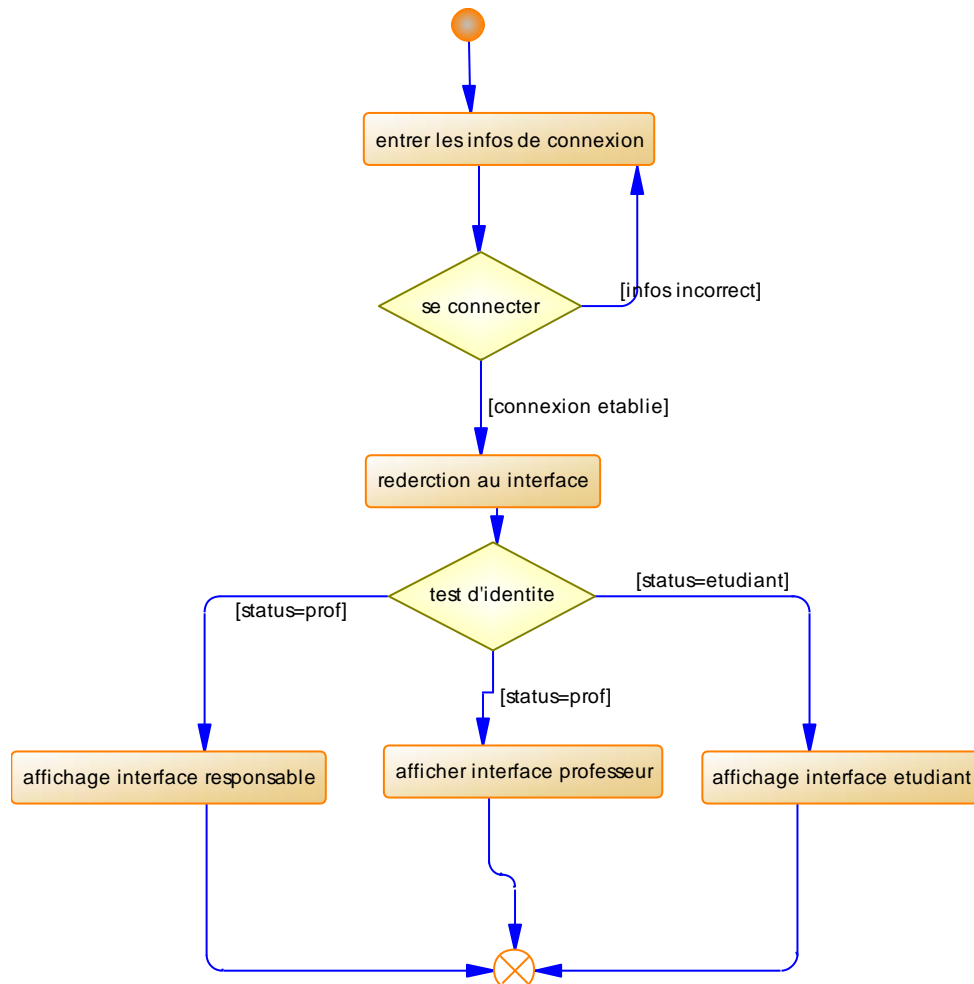 entrer les infos de connexion
[infos incorrect]
se connecter
[connexion etablie]
rederction au interface
[status=etudiant]
test d'identite
[status=prof]
[status=prof]
affichage interface responsable
afficher interface professeur
affichage interface etudiant